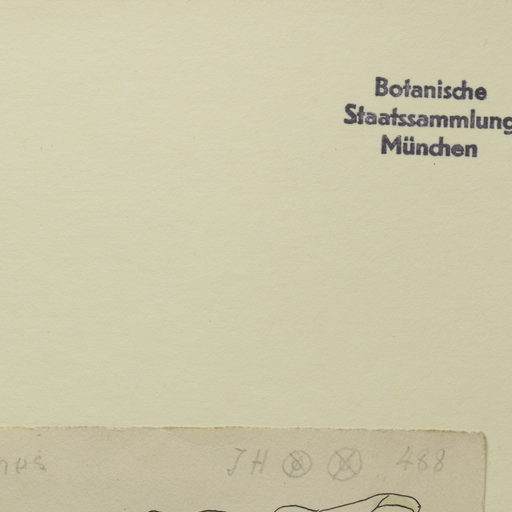 Botanische
Staatssammlung
München
JH 488